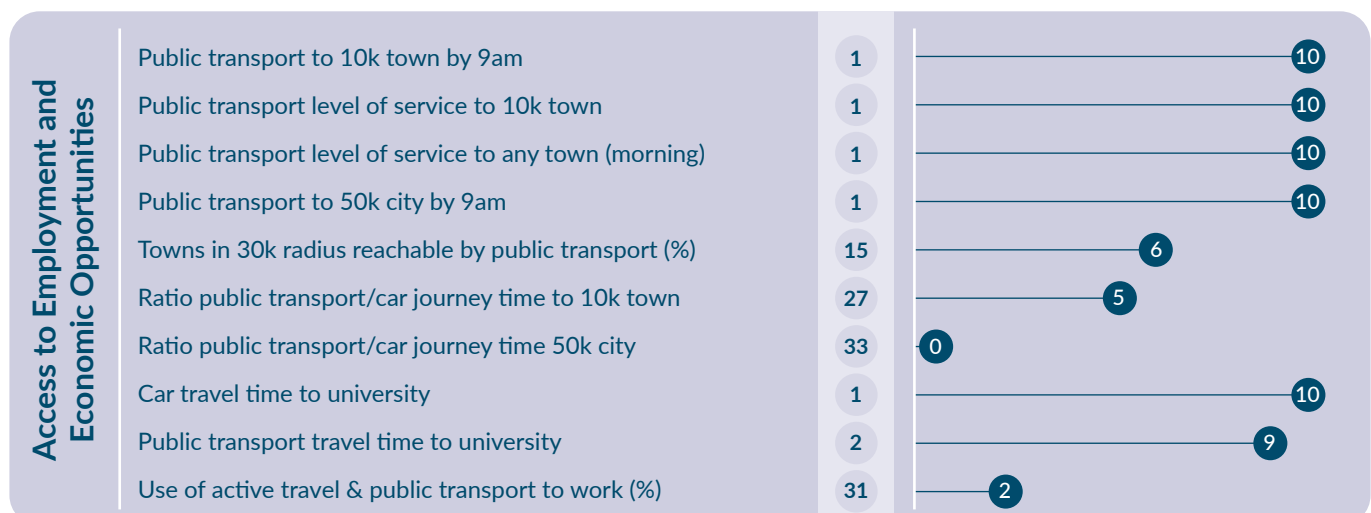 Access to Employment and
Economic Opportunities
Public transport to 10k town by 9am 1 10
Public transport level of service to 10k town 1 10
Public transport level of service to any town (morning) 1 10
Public transport to 50k city by 9am 1 10
Towns in 30k radius reachable by public transport (%) 15 6
Ratio public transport/car journey time to 10k town 27 5
Ratio public transport/car journey time 50k city 33 0
Car travel time to university 1 10
Public transport travel time to university 2 9
Use of active travel & public transport to work (%) 31 2